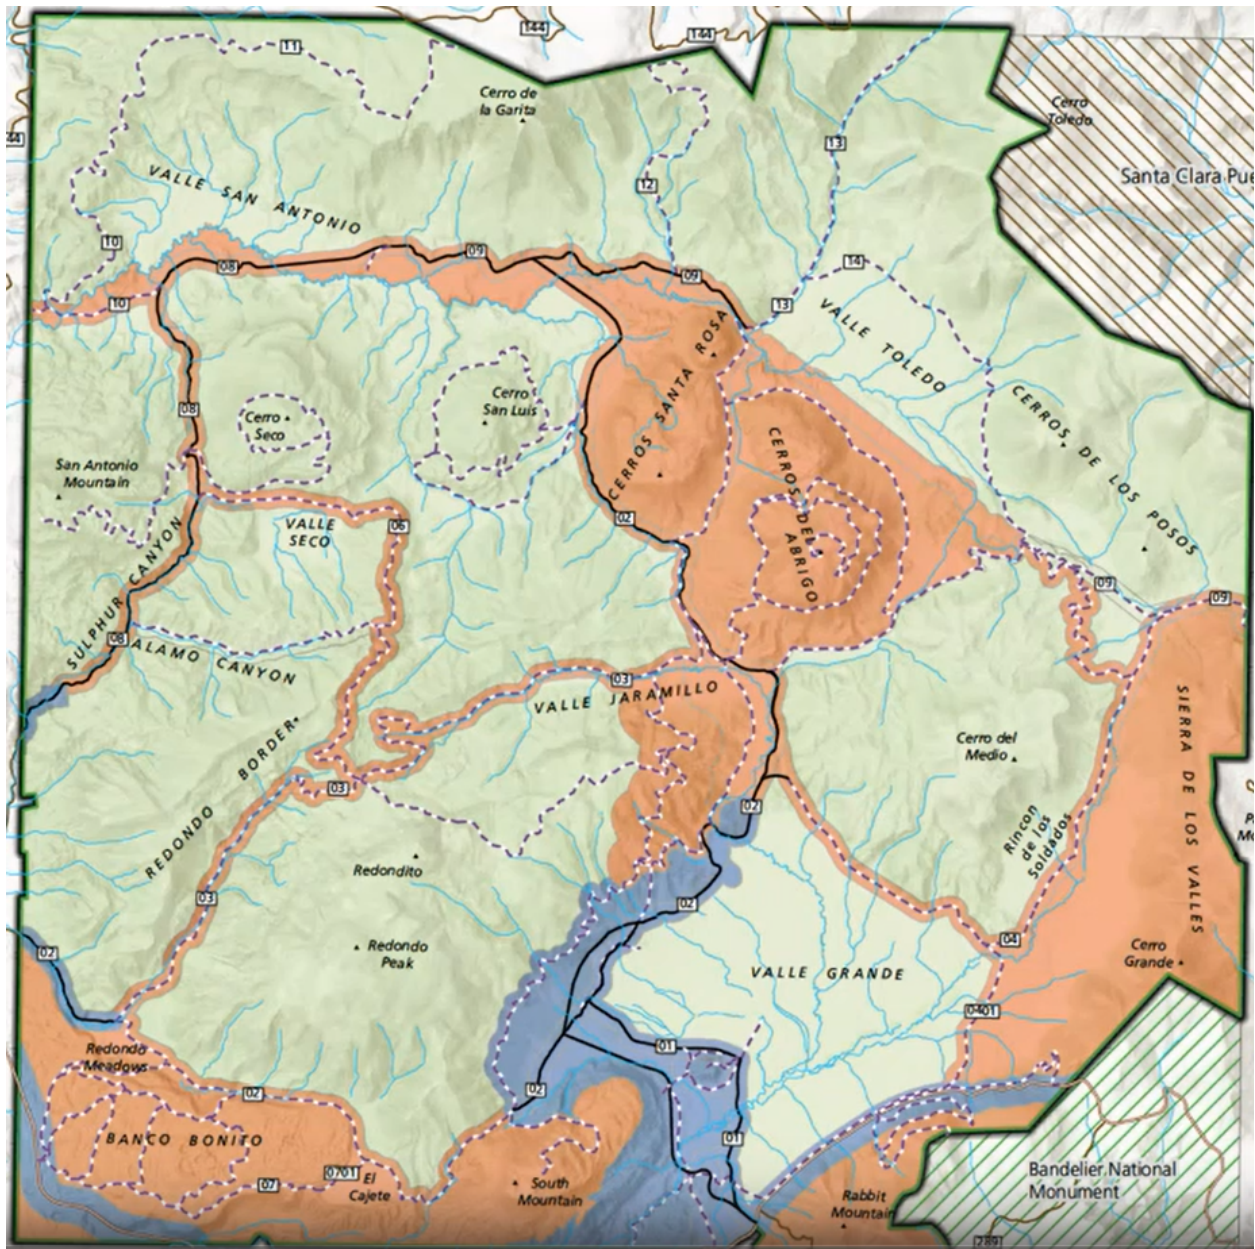 144
144
11
Cerro de
la Garita
Cerro
Toledo
44
13
Santa Clara Pue
12
VALLE SAN ANTONIO
10
09
08
14
09
10
13
VALLE TOLEDO
CERROS SANTA ROSA
08
Cerro
Seco
Cerro
San Luis
CERROS DE LOS POSOS
CERROS DEL
ABRIGO
San Antonio
Mountain
02
VALLE
SECO
06
SULPHUR CANYON
09
09
08
ALAMO CANYON
03
VALLE JARAMILLO
SIERRA DE LOS VALLES
REDONDO BORDER
Cerro del
Medio
03
02
Rincon
de los
Soldados
Redondito
03
02
04
02
Redondo
Peak
VALLE GRANDE
Cerro
Grande
0401
01
Redondo
Meadows
02
02
BANCO BONITO
01
0701
07
El
Cajete
South
Mountain
Rabbit
Mountain
Bandelier National
Monument
289